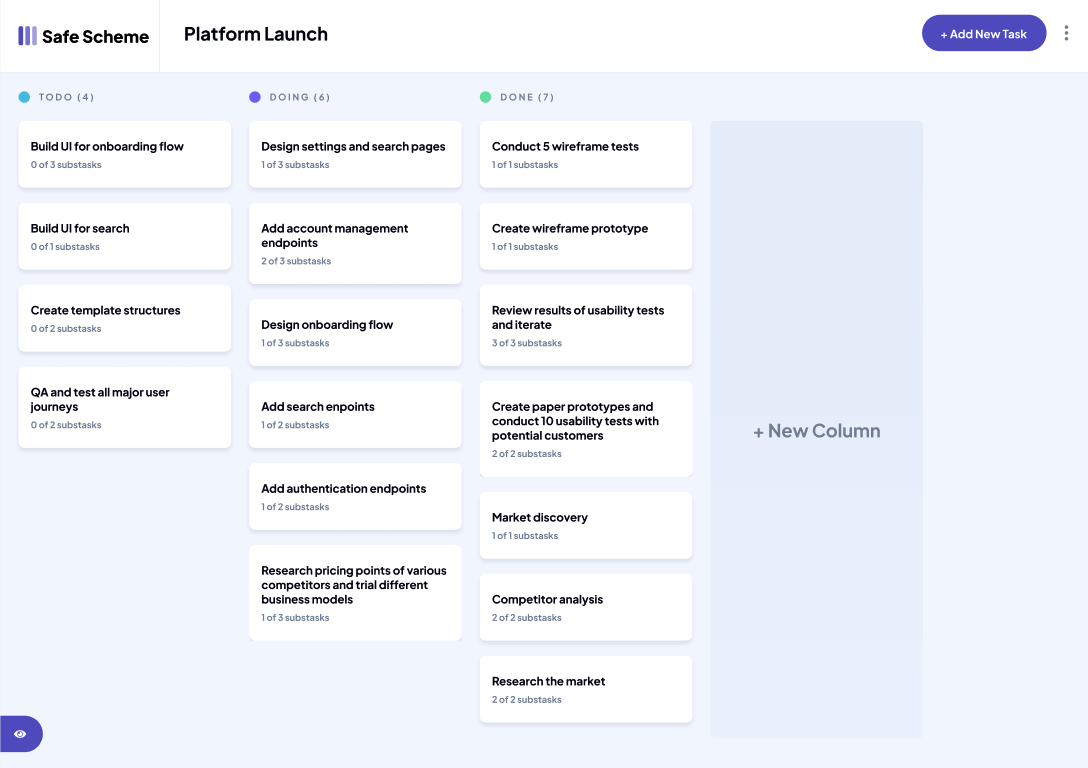 Safe Scheme
Platform Launch
+ Add New Task
TODO (4)
Build UI for onboarding flow
0 of 3 substasks
Build UI for search
0 of 1 substasks
Create template structures
0 of 2 substasks
QA and test all major user
journeys
0 of 2 substasks
DOING (6)
Design settings and search pages
1 of 3 substasks
Add account management
endpoints
2 of 3 substasks
Design onboarding flow
1 of 3 substasks
Add search enpoints
1 of 2 substasks
Add authentication endpoints
1 of 2 substasks
Research pricing points of various
competitors and trial different
business models
1 of 3 substasks
DONE (7)
Conduct 5 wireframe tests
1 of 1 substasks
Create wireframe prototype
1 of 1 substasks
Review results of usability tests
and iterate
3 of 3 substasks
Create paper prototypes and
conduct 10 usability tests with
potential customers
2 of 2 substasks
Market discovery
1 of 1 substasks
Competitor analysis
2 of 2 substasks
Research the market
2 of 2 substasks
+ New Column